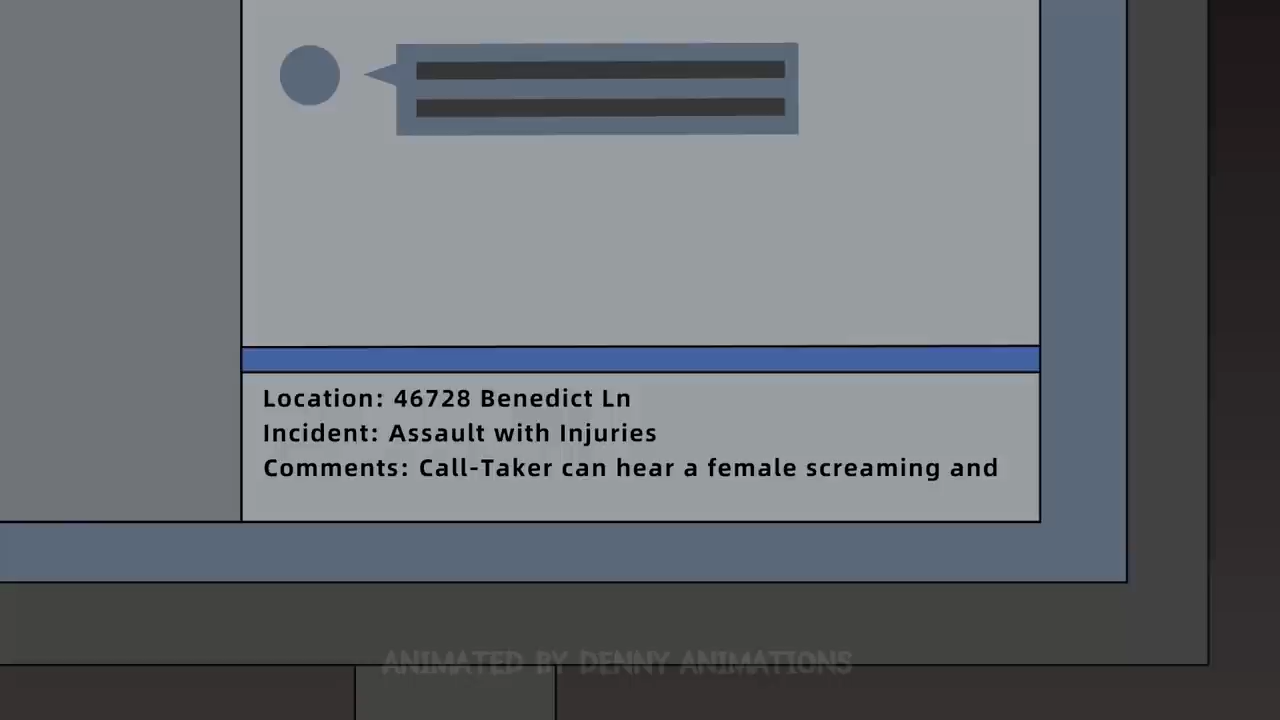 Location: 46728 Benedict Ln
Incident: Assault with Injuries
Comments: Call-Taker can hear a female screaming and
ANIMATED BY DENNY ANIMATIONS